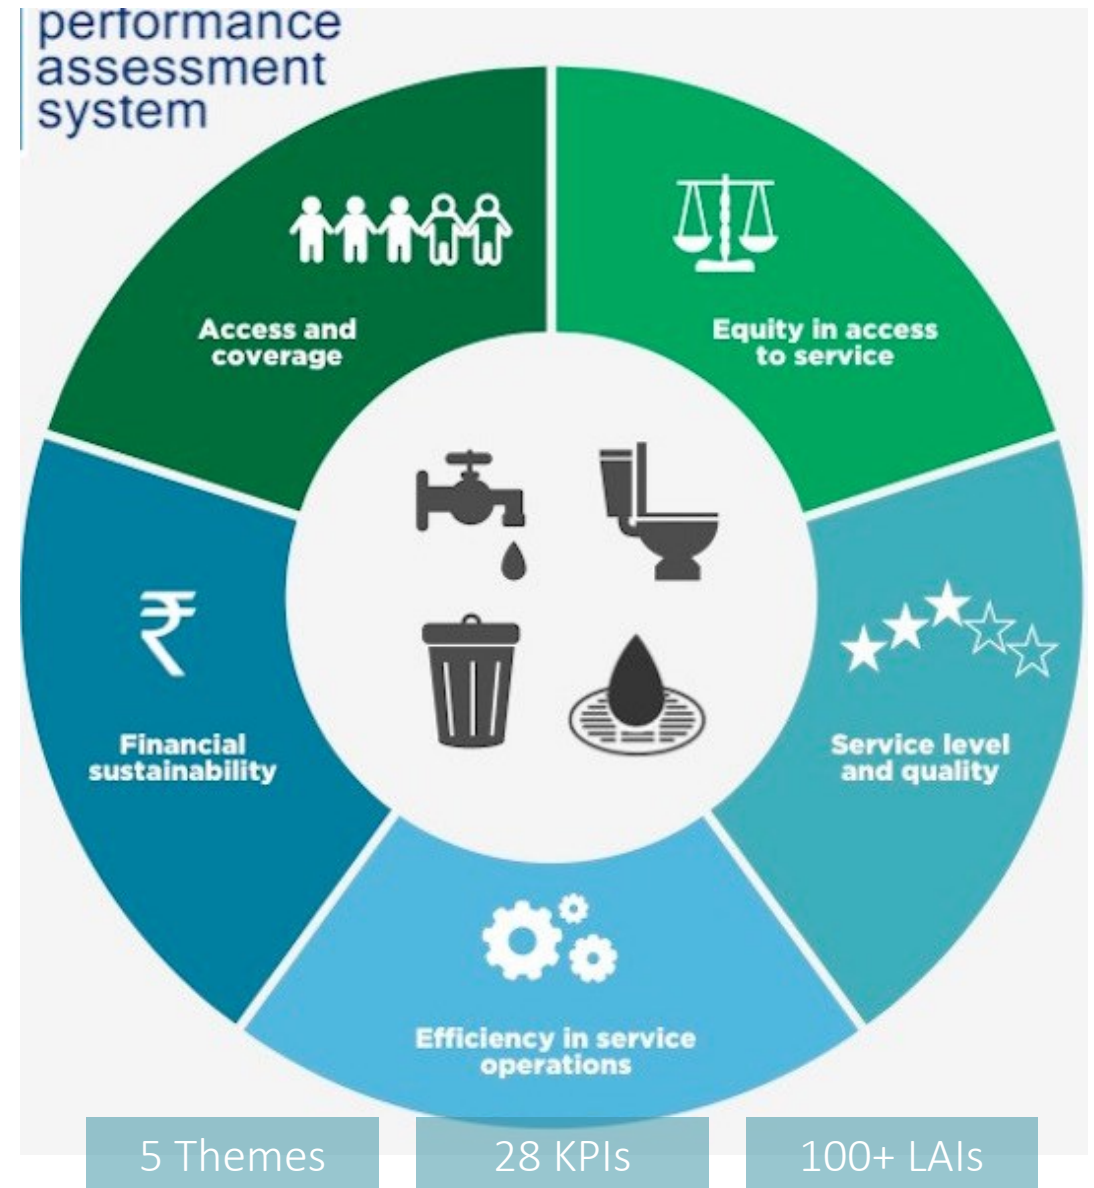 performance
assessment
system
Access and
coverage
Equity in access
to service
₹
Financial
sustainability
Service level
and quality
Efficiency in service
operations
5 Themes
28 KPIs
100+ LAIs